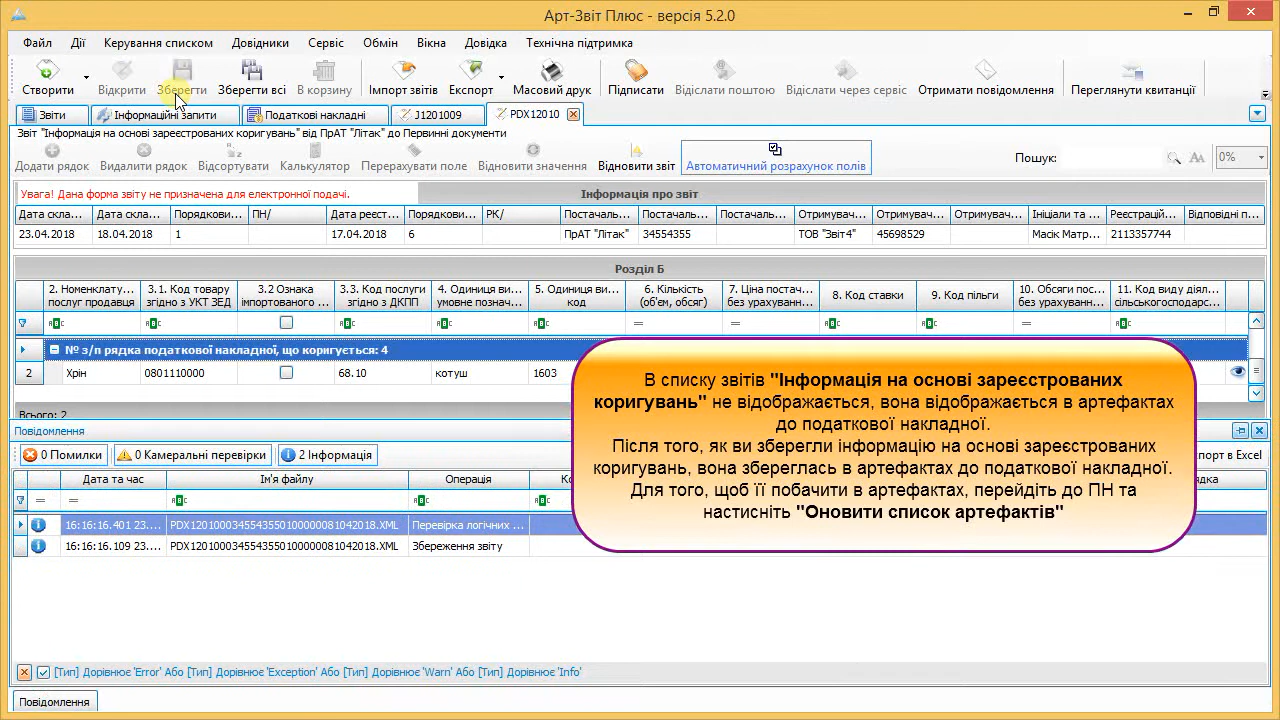 Арт-Звіт Плюс - версія 5.2.0
Файл Дії Керування списком Довідники Сервіс Обмін Вікна Довідка Технічна підтримка
Створити Відкрити Зберегти Зберегти всі В корзину Імпорт звітів Експорт Масовий друк Підписати Відіслати поштою Відіслати через сервіс Отримати повідомлення Переглянути квитанції
Звіти Інформаційні запити Податкові накладні J1201009 PDX12010
Звіт "Інформація на основі зареєстрованих коригувань" від ПрАТ "Літак" до Первинні документи
Додати рядок Видалити рядок Відсортувати Калькулятор Перерахувати поле Відновити значення Відновити звіт Автоматичний розрахунок полів Пошук: 0%
Увага! Дана форма звіту не призначена для електронної подачі. Інформація про звіт
Дата скла... Дата скла... Порядкови... ПН/ Дата реєст... Порядкови... РК/ Постачаль... Постачаль... Постачаль... Отримувач... Отримувач... Отримувач... Ініціали та ... Реєстрацій... Відповідні п...
23.04.2018 18.04.2018 1 17.04.2018 6 ПрАТ "Літак" 34554355 ТОВ "Звіт4" 45698529 Масік Матр... 2113357744
Розділ Б
2. Номенклату... 3.1. Код товару 3.2 Ознака 3.3. Код послуги 4. Одиниця ви... 5. Одиниця ви... 6. Кількість 7. Ціна постач... 8. Код ставки 9. Код пільги 10. Обсяги пос... 11. Код виду діял...
послуг продавця згідно з УКТ ЗЕД імпортованого ... згідно з ДКПП умовне познач... код (об'єм, обсяг) без урахуванн... без урахуванн... сільськогосподарс...
№ з/п рядка податкової накладної, що коригується: 4
2 Хрін 0801110000 68.10 котуш 1603
Всього: 2
Повідомлення
0 Помилки 0 Камеральні перевірки 2 Інформація порт в Excel
Дата та час Ім'я файлу Операція Ко рядка
16:16:16.401 23.... PDX1201000345543550100000081042018.XML Перевірка логічних ...
16:16:16.109 23.... PDX1201000345543550100000081042018.XML Збереження звіту
В списку звітів "Інформація на основі зареєстрованих
коригувань" не відображається, вона відображається в артефактах
до податкової накладної.
Після того, як ви зберегли інформацію на основі зареєстрованих
коригувань, вона збереглась в артефактах до податкової накладної.
Для того, щоб її побачити в артефактах, перейдіть до ПН та
настисніть "Оновити список артефактів"
[Тип] Дорівнює 'Error' Або [Тип] Дорівнює 'Exception' Або [Тип] Дорівнює 'Warn' Або [Тип] Дорівнює 'Info'
Повідомлення